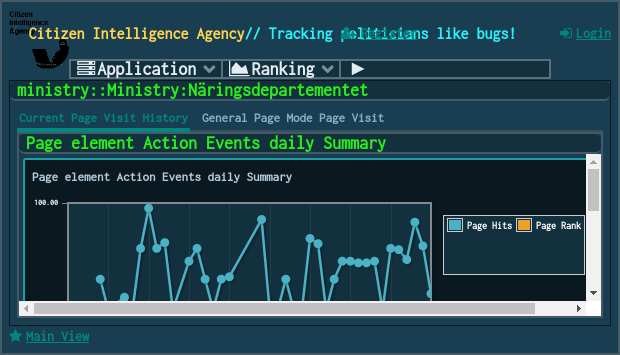 Citizen
Intelligence
Agency
Citizen Intelligence Agency// Tracking politicians like bugs!
Login
Application
Ranking
ministry::Ministry:Näringsdepartementet
Current Page Visit History
General Page Mode Page Visit
Page element Action Events daily Summary
Page element Action Events daily Summary
100.00
Page Hits
Page Rank
Main View